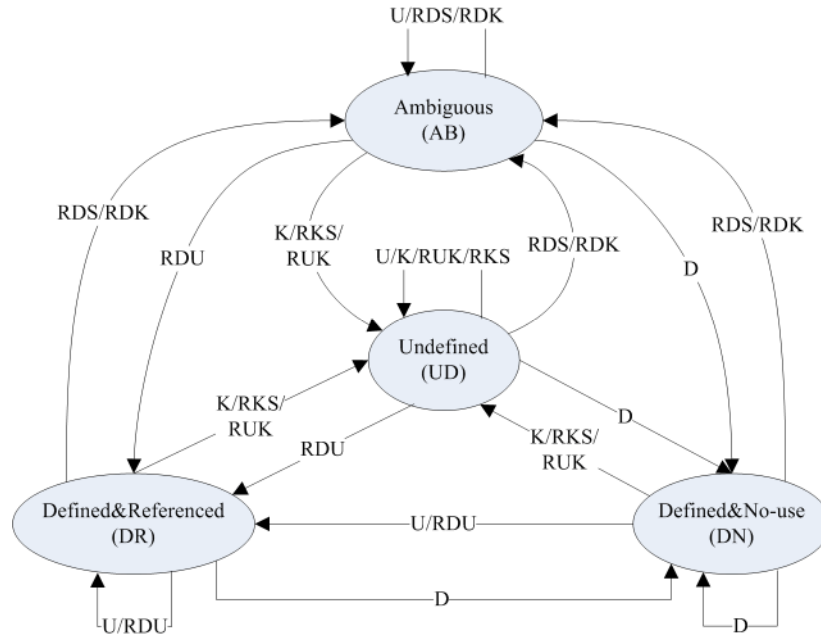 U/RDS/RDK
Ambiguous
(AB)
RDS/RDK
RDU
K/RKS/
RUK
U/K/RUK/RKS
RDS/RDK
D
RDS/RDK
Undefined
(UD)
K/RKS/
RUK
RDU
K/RKS/
RUK
D
Defined&Referenced
(DR)
U/RDU
Defined&No-use
(DN)
D
U/RDU
D